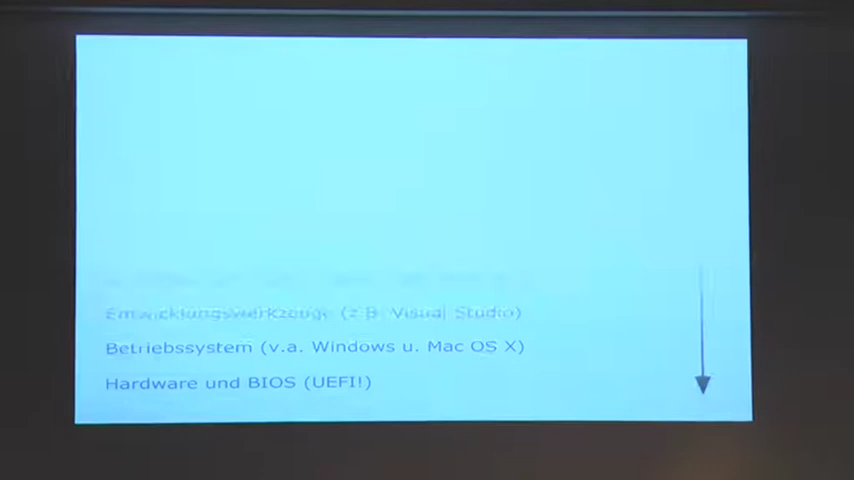 Entwicklungswerkzeuge (z.B. Visual Studio)
Betriebssystem (v.a. Windows u. Mac OS X)
Hardware und BIOS (UEFI!)